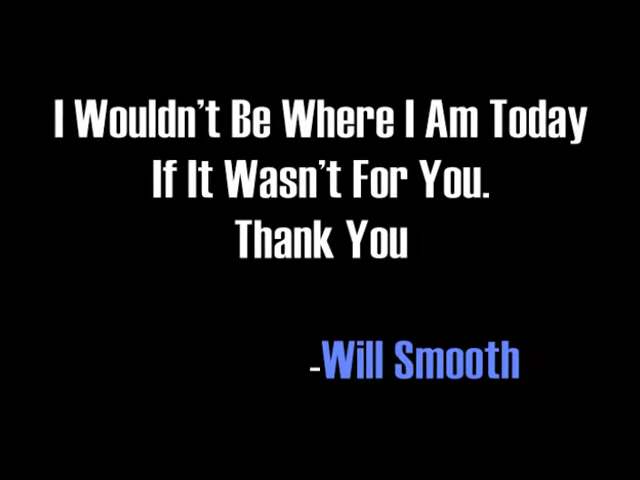 I Wouldn't Be Where I Am Today
If It Wasn't For You.
Thank You
-Will Smooth